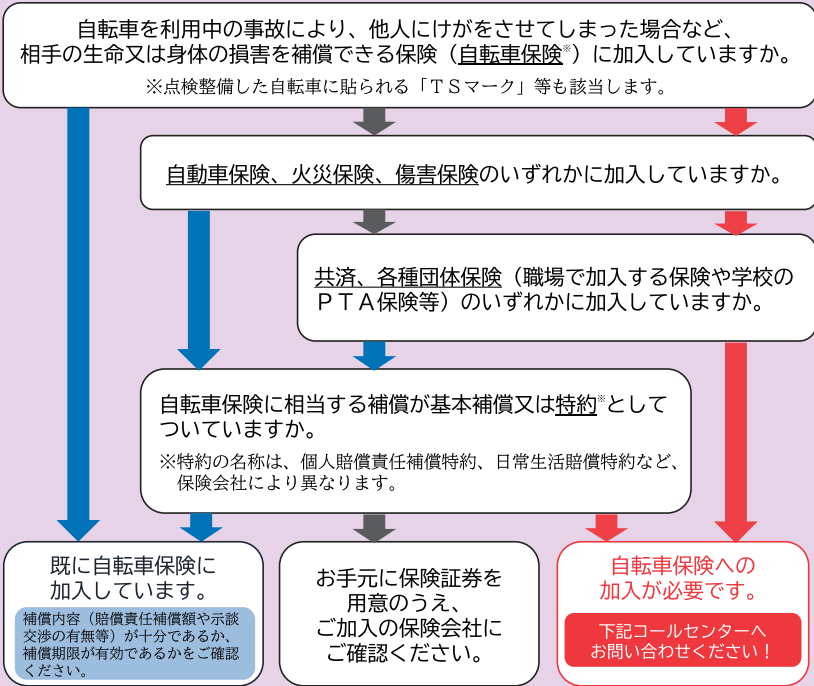 自転車を利用中の事故により、他人にけがをさせてしまった場合など、
相手の生命又は身体の損害を補償できる保険（自転車保険※）に加入していますか。
※点検整備した自転車に貼られる「ＴＳマーク」等も該当します。
自動車保険、火災保険、傷害保険のいずれかに加入していますか。
共済、各種団体保険（職場で加入する保険や学校の
ＰＴＡ保険等）のいずれかに加入していますか。
自転車保険に相当する補償が基本補償又は特約※として
ついていますか。
※特約の名称は、個人賠償責任補償特約、日常生活賠償特約など、
保険会社により異なります。
既に自転車保険に
加入しています。
補償内容（賠償責任補償額や示談
交渉の有無等）が十分であるか、
補償期限が有効であるかをご確認
ください。
お手元に保険証券を
用意のうえ、
ご加入の保険会社に
ご確認ください。
自転車保険への
加入が必要です。
下記コールセンターへ
お問い合わせください！